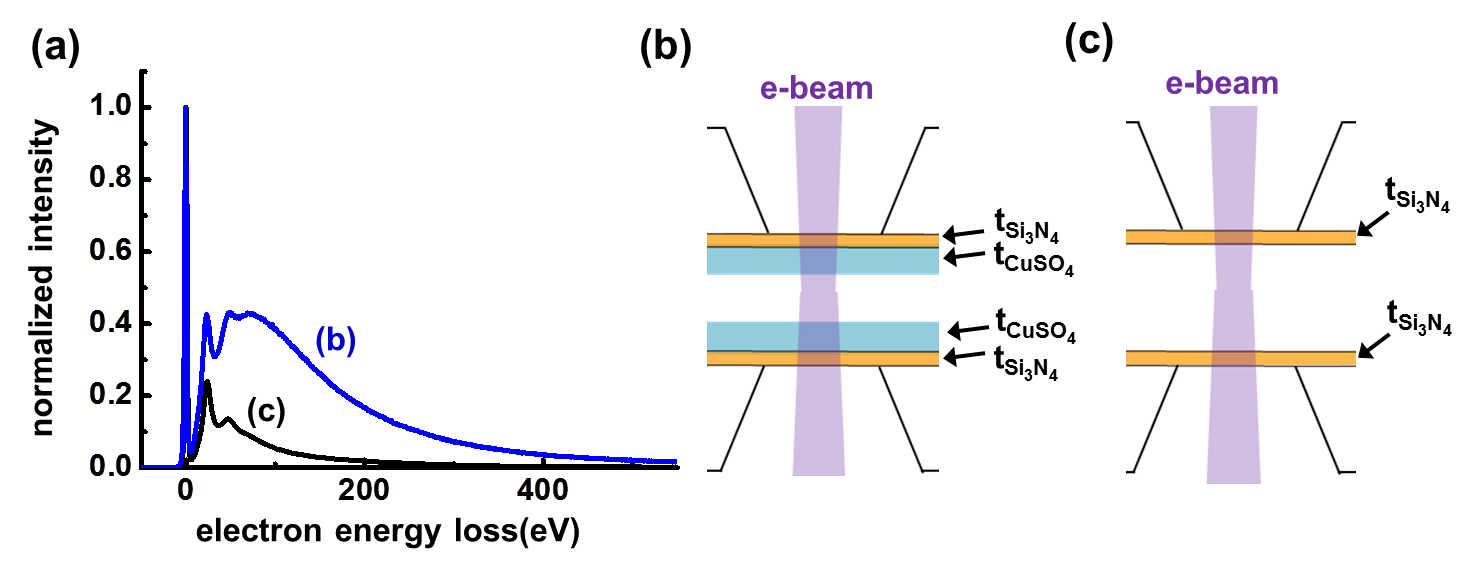 (a)
(b)
(c)
e-beam
e-beam
1.0
0.8
0.6
0.4
0.2
0.0
normalized intensity
(b)
(c)
0
200
400
electron energy loss(eV)
tSi3N4
tCuSO4
tCuSO4
tSi3N4
tSi3N4
tSi3N4